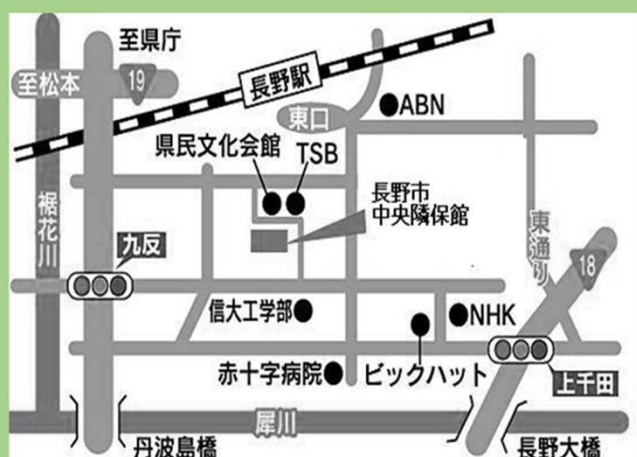 至県庁
至松本
19
長野駅
東口
ABN
県民文化会館
TSB
長野市
中央隣保館
裾花川
九反
東通り
18
信大工学部
NHK
赤十字病院
ビックハット
上千田
犀川
丹波島橋
長野大橋